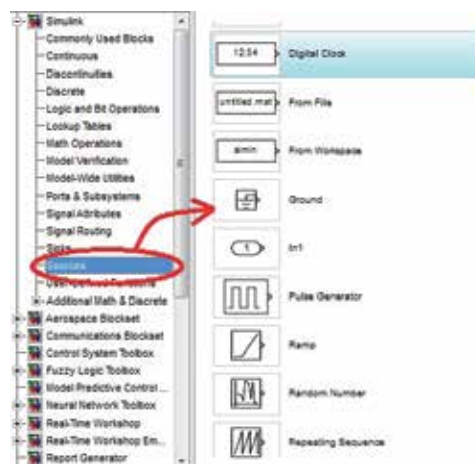 Simulink
Commonly Used Blocks
Continuous
Discontinuities
Discrete
Logic and Bit Operations
Lookup Tables
Math Operations
Model Verification
Model-Wide Utilities
Ports & Subsystems
Signal Attributes
Signal Routing
Sinks
Sources
User-Defined Functions
Additional Math & Discrete
Aerospace Blockset
Communications Blockset
Control System Toolbox
Fuzzy Logic Toolbox
Model Predictive Control ...
Neural Network Toolbox
Real-Time Workshop
Real-Time Workshop Em...
Report Generator
12:34 Digital Clock
untitled.mat From File
simin From Workspace
Ground
1 In1
Pulse Generator
Ramp
Random Number
Repeating Sequence